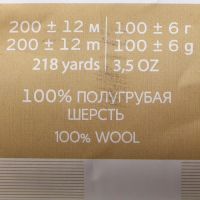 200 ± 12 м 100 ± 6 г
200 ± 12 m 100 ± 6 g
218 yards 3,5 OZ
100% ПОЛУГРУБАЯ
ШЕРСТЬ
100% WOOL